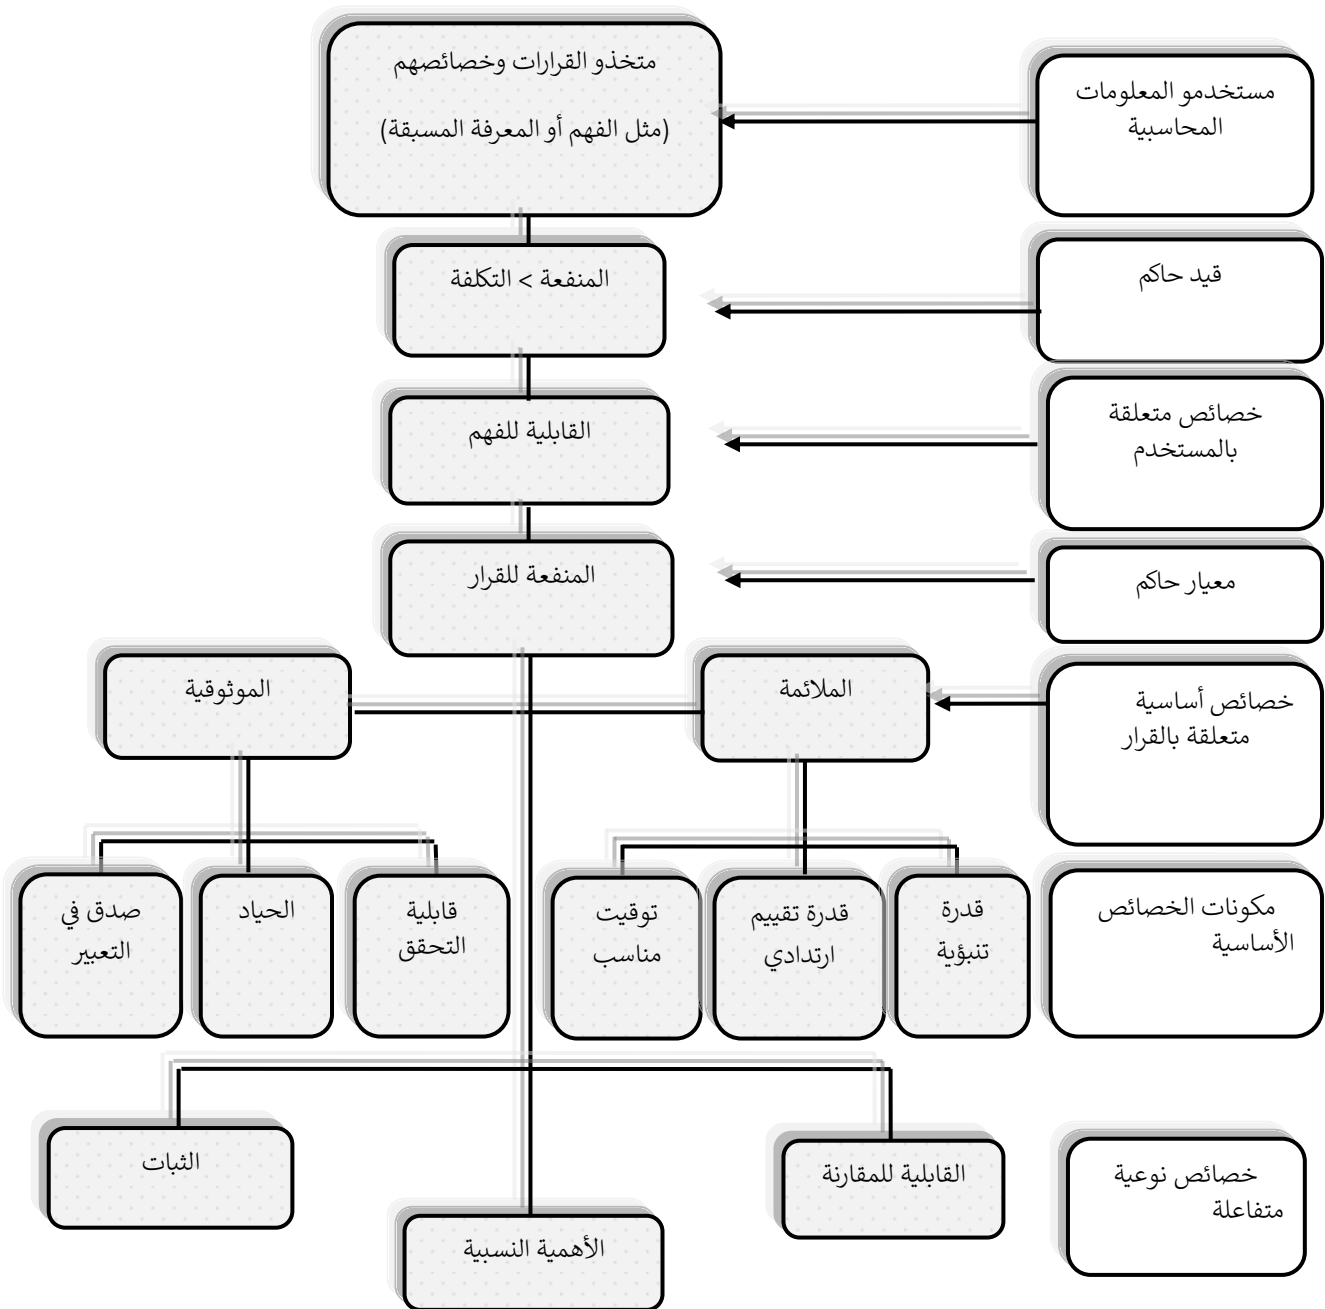 متخذو القرارات وخصائصهم
(مثل الفهم أو المعرفة المسبقة)
مستخدمو المعلومات
المحاسبية
المنفعة > التكلفة
قيد حاكم
القابلية للفهم
خصائص متعلقة
بالمستخدم
المنفعة للقرار
معيار حاكم
الملائمة
الموثوقية
خصائص أساسية
متعلقة بالقرار
مكونات الخصائص
الأساسية
قدرة
تنبؤية
قدرة تقييم
ارتدادي
توقيت
مناسب
قابلية
التحقق
الحياد
صدق في
التعبير
خصائص نوعية
متفاعلة
القابلية للمقارنة
الثبات
الأهمية النسبية